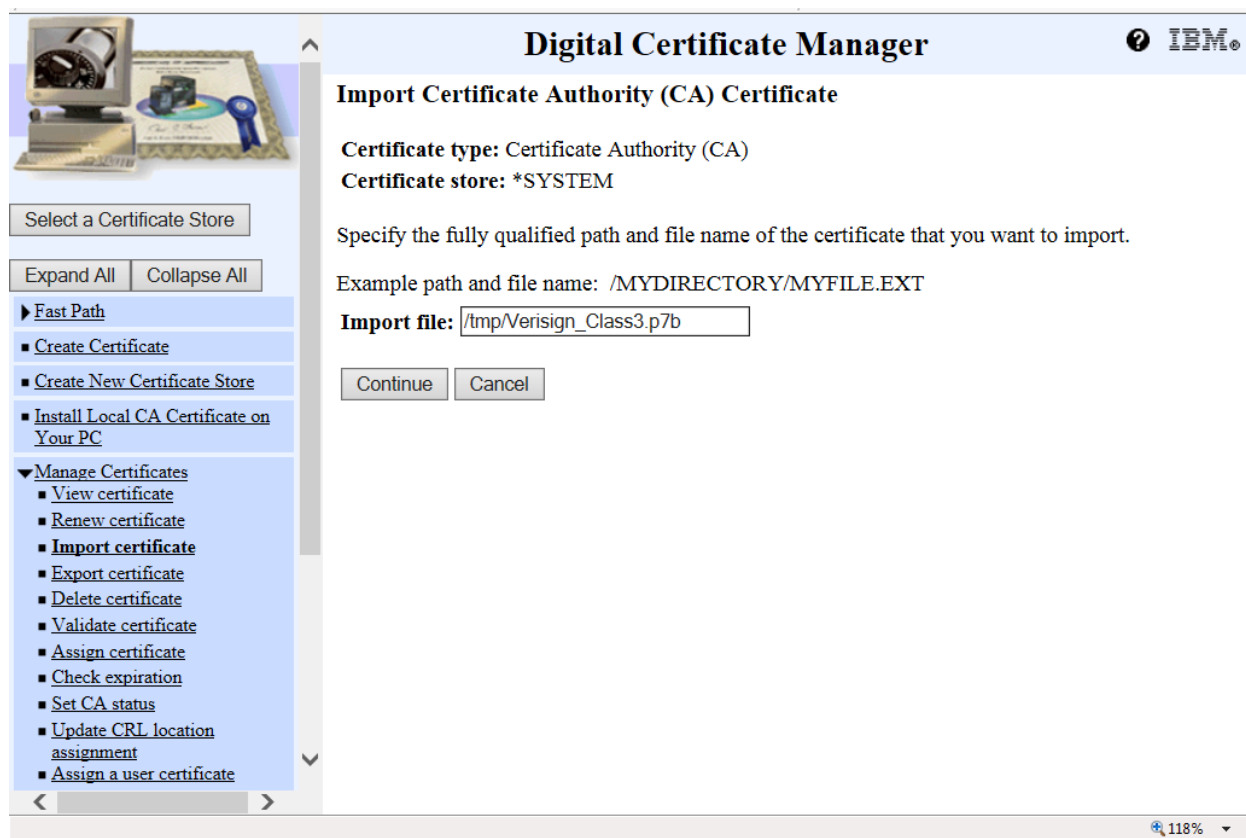 Digital Certificate Manager
IBM®
Select a Certificate Store
Expand All
Collapse All
Fast Path
Create Certificate
Create New Certificate Store
Install Local CA Certificate on
Your PC
Manage Certificates
View certificate
Renew certificate
Import certificate
Export certificate
Delete certificate
Validate certificate
Assign certificate
Check expiration
Set CA status
Update CRL location
assignment
Assign a user certificate
Import Certificate Authority (CA) Certificate
Certificate type: Certificate Authority (CA)
Certificate store: *SYSTEM
Specify the fully qualified path and file name of the certificate that you want to import.
Example path and file name: /MYDIRECTORY/MYFILE.EXT
Import file: /tmp/Verisign_Class3.p7b
Continue
Cancel
118%